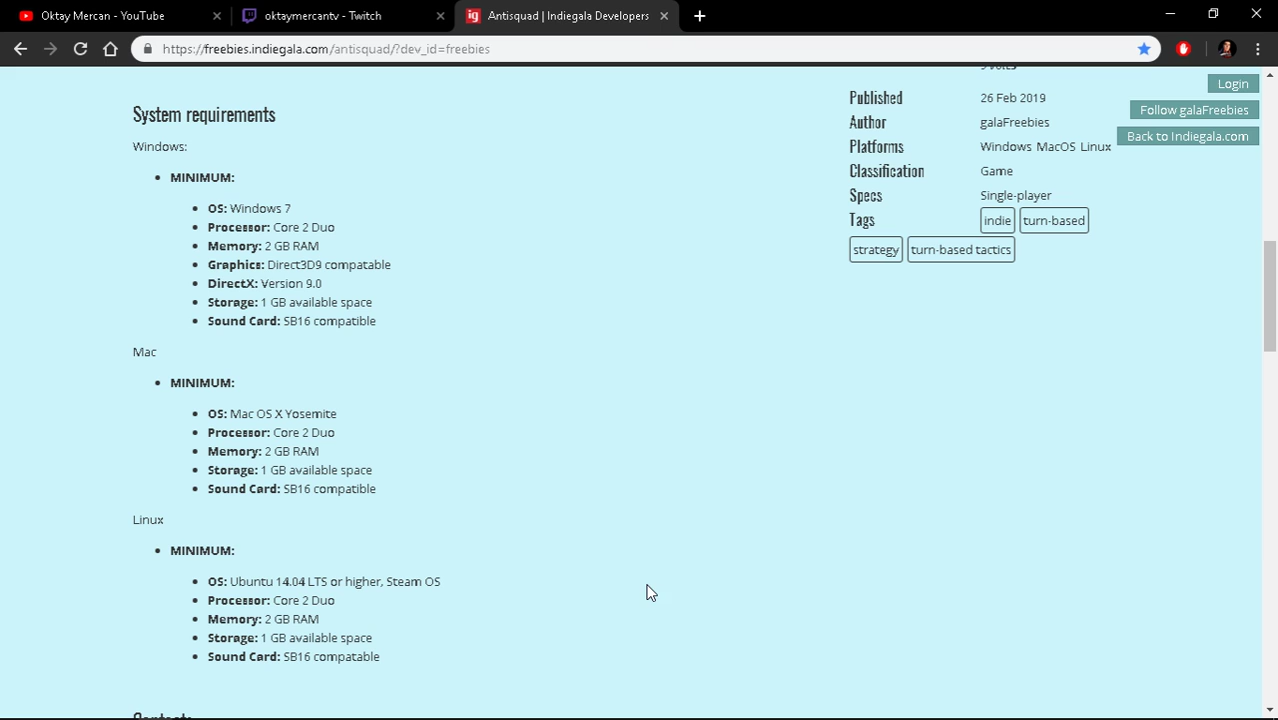 Oktay Mercan - YouTube
oktaymercantv - Twitch
Antisquad | Indiegala Developers
https://freebies.indiegala.com/antisquad/?dev_id=freebies
Login
Follow galaFreebies
Back to Indiegala.com
System requirements
Windows:
MINIMUM:
OS: Windows 7
Processor: Core 2 Duo
Memory: 2 GB RAM
Graphics: Direct3D9 compatable
DirectX: Version 9.0
Storage: 1 GB available space
Sound Card: SB16 compatible
Mac
MINIMUM:
OS: Mac OS X Yosemite
Processor: Core 2 Duo
Memory: 2 GB RAM
Storage: 1 GB available space
Sound Card: SB16 compatible
Linux
MINIMUM:
OS: Ubuntu 14.04 LTS or higher, Steam OS
Processor: Core 2 Duo
Memory: 2 GB RAM
Storage: 1 GB available space
Sound Card: SB16 compatable
Published 26 Feb 2019
Author galaFreebies
Platforms Windows MacOS Linux
Classification Game
Specs Single-player
Tags indie turn-based
strategy turn-based tactics